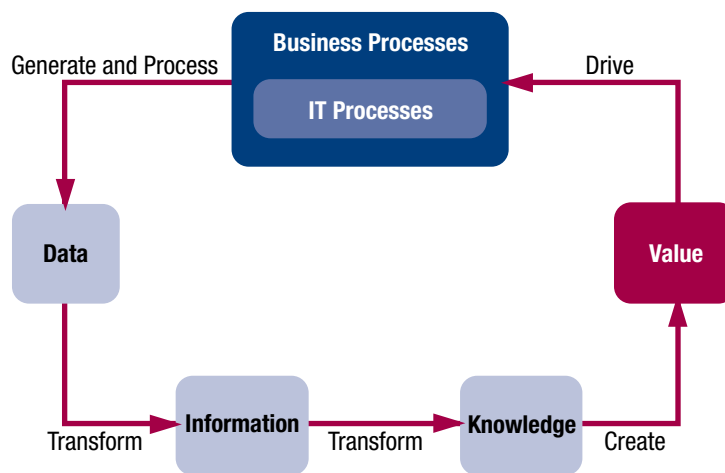 Business Processes
Generate and Process
Drive
IT Processes
Data
Value
Information
Knowledge
Transform
Transform
Create